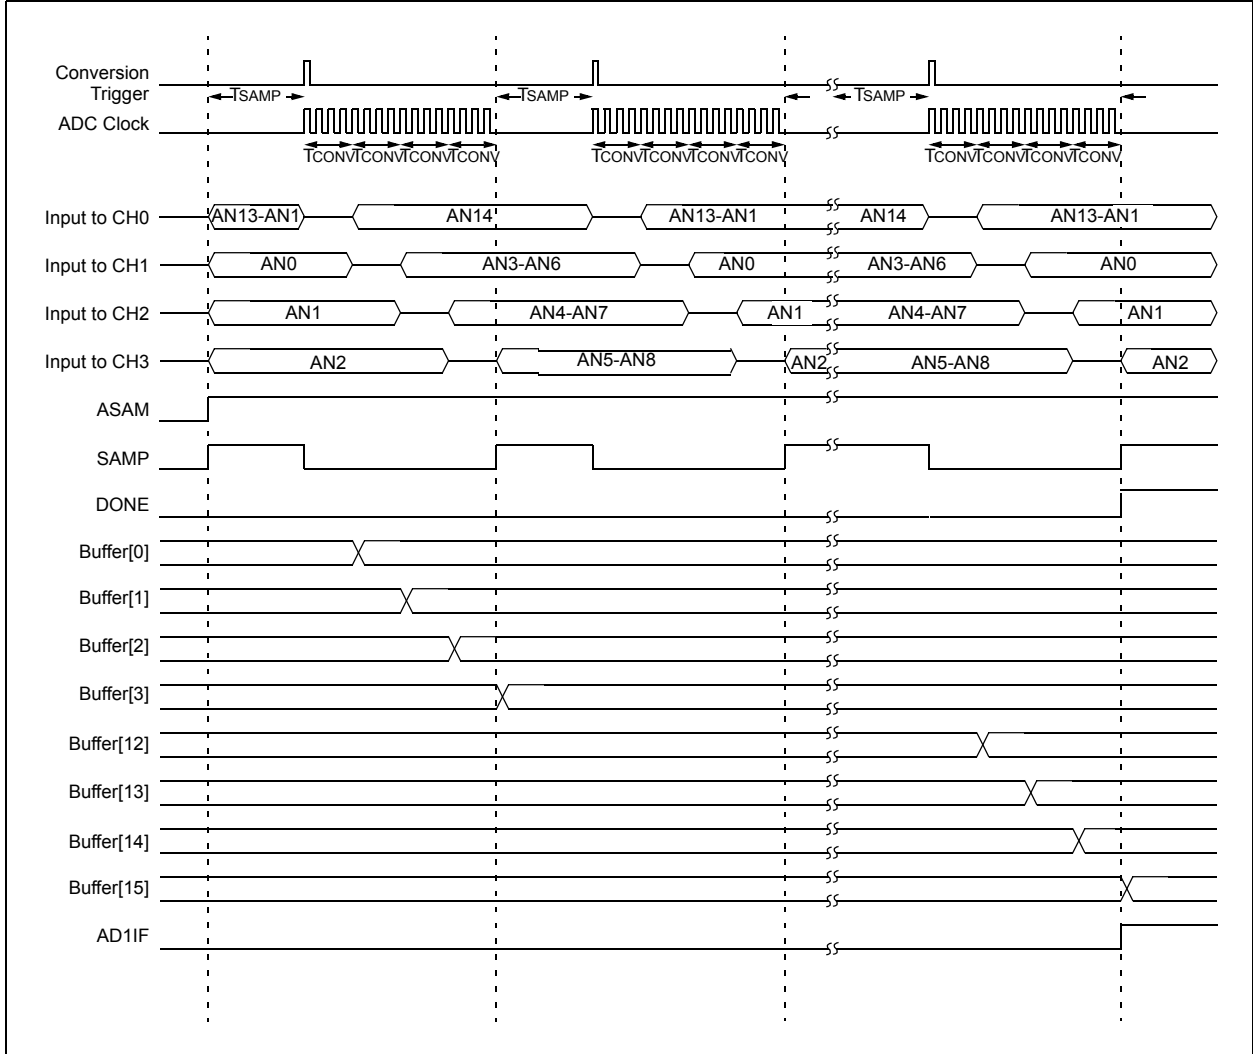 Conversion
Trigger
TSAMP TSAMP TSAMP
ADC Clock
TCONV TCONV TCONV TCONV TCONV TCONV TCONV TCONV TCONV TCONV TCONV TCONV
Input to CH0 AN13-AN1 AN14 AN13-AN1 AN14 AN13-AN1
Input to CH1 AN0 AN3-AN6 AN0 AN3-AN6 AN0
Input to CH2 AN1 AN4-AN7 AN1 AN4-AN7 AN1
Input to CH3 AN2 AN5-AN8 AN2 AN5-AN8 AN2
ASAM
SAMP
DONE
Buffer[0]
Buffer[1]
Buffer[2]
Buffer[3]
Buffer[12]
Buffer[13]
Buffer[14]
Buffer[15]
AD1IF